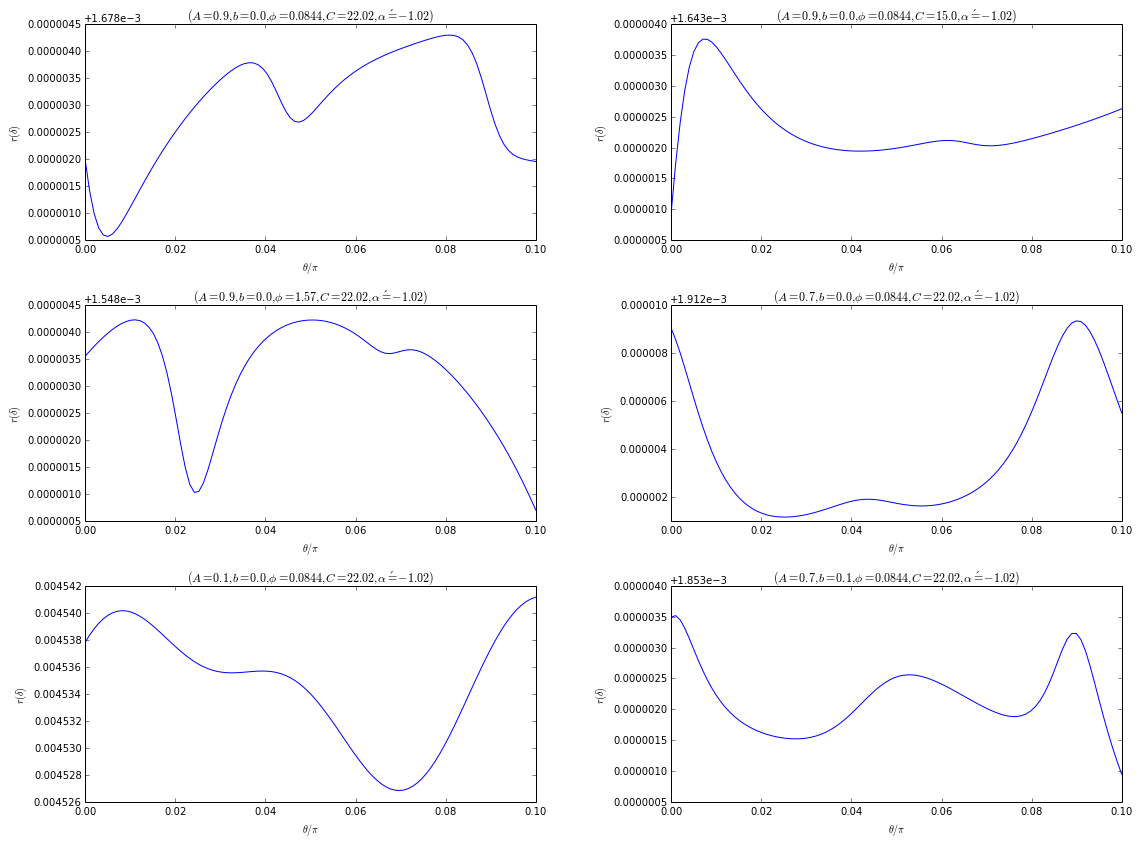 (A=0.9,b=0.0,ϕ=0.0844,C=22.02,α´=−1.02)
+1.678e−3
0.0000045
0.0000040
0.0000035
0.0000030
0.0000025
0.0000020
0.0000015
0.0000010
0.0000005
r(δ)
0.00 0.02 0.04 0.06 0.08 0.10
θ/π
(A=0.9,b=0.0,ϕ=0.0844,C=15.0,α´=−1.02)
+1.643e−3
0.0000040
0.0000035
0.0000030
0.0000025
0.0000020
0.0000015
0.0000010
0.0000005
r(δ)
0.00 0.02 0.04 0.06 0.08 0.10
θ/π
(A=0.9,b=0.0,ϕ=1.57,C=22.02,α´=−1.02)
+1.548e−3
0.0000045
0.0000040
0.0000035
0.0000030
0.0000025
0.0000020
0.0000015
0.0000010
0.0000005
r(δ)
0.00 0.02 0.04 0.06 0.08 0.10
θ/π
(A=0.7,b=0.0,ϕ=0.0844,C=22.02,α´=−1.02)
+1.912e−3
0.000010
0.000008
0.000006
0.000004
0.000002
r(δ)
0.00 0.02 0.04 0.06 0.08 0.10
θ/π
(A=0.1,b=0.0,ϕ=0.0844,C=22.02,α´=−1.02)
0.004542
0.004540
0.004538
0.004536
0.004534
0.004532
0.004530
0.004528
0.004526
r(δ)
0.00 0.02 0.04 0.06 0.08 0.10
θ/π
(A=0.7,b=0.1,ϕ=0.0844,C=22.02,α´=−1.02)
+1.853e−3
0.0000040
0.0000035
0.0000030
0.0000025
0.0000020
0.0000015
0.0000010
0.0000005
r(δ)
0.00 0.02 0.04 0.06 0.08 0.10
θ/π